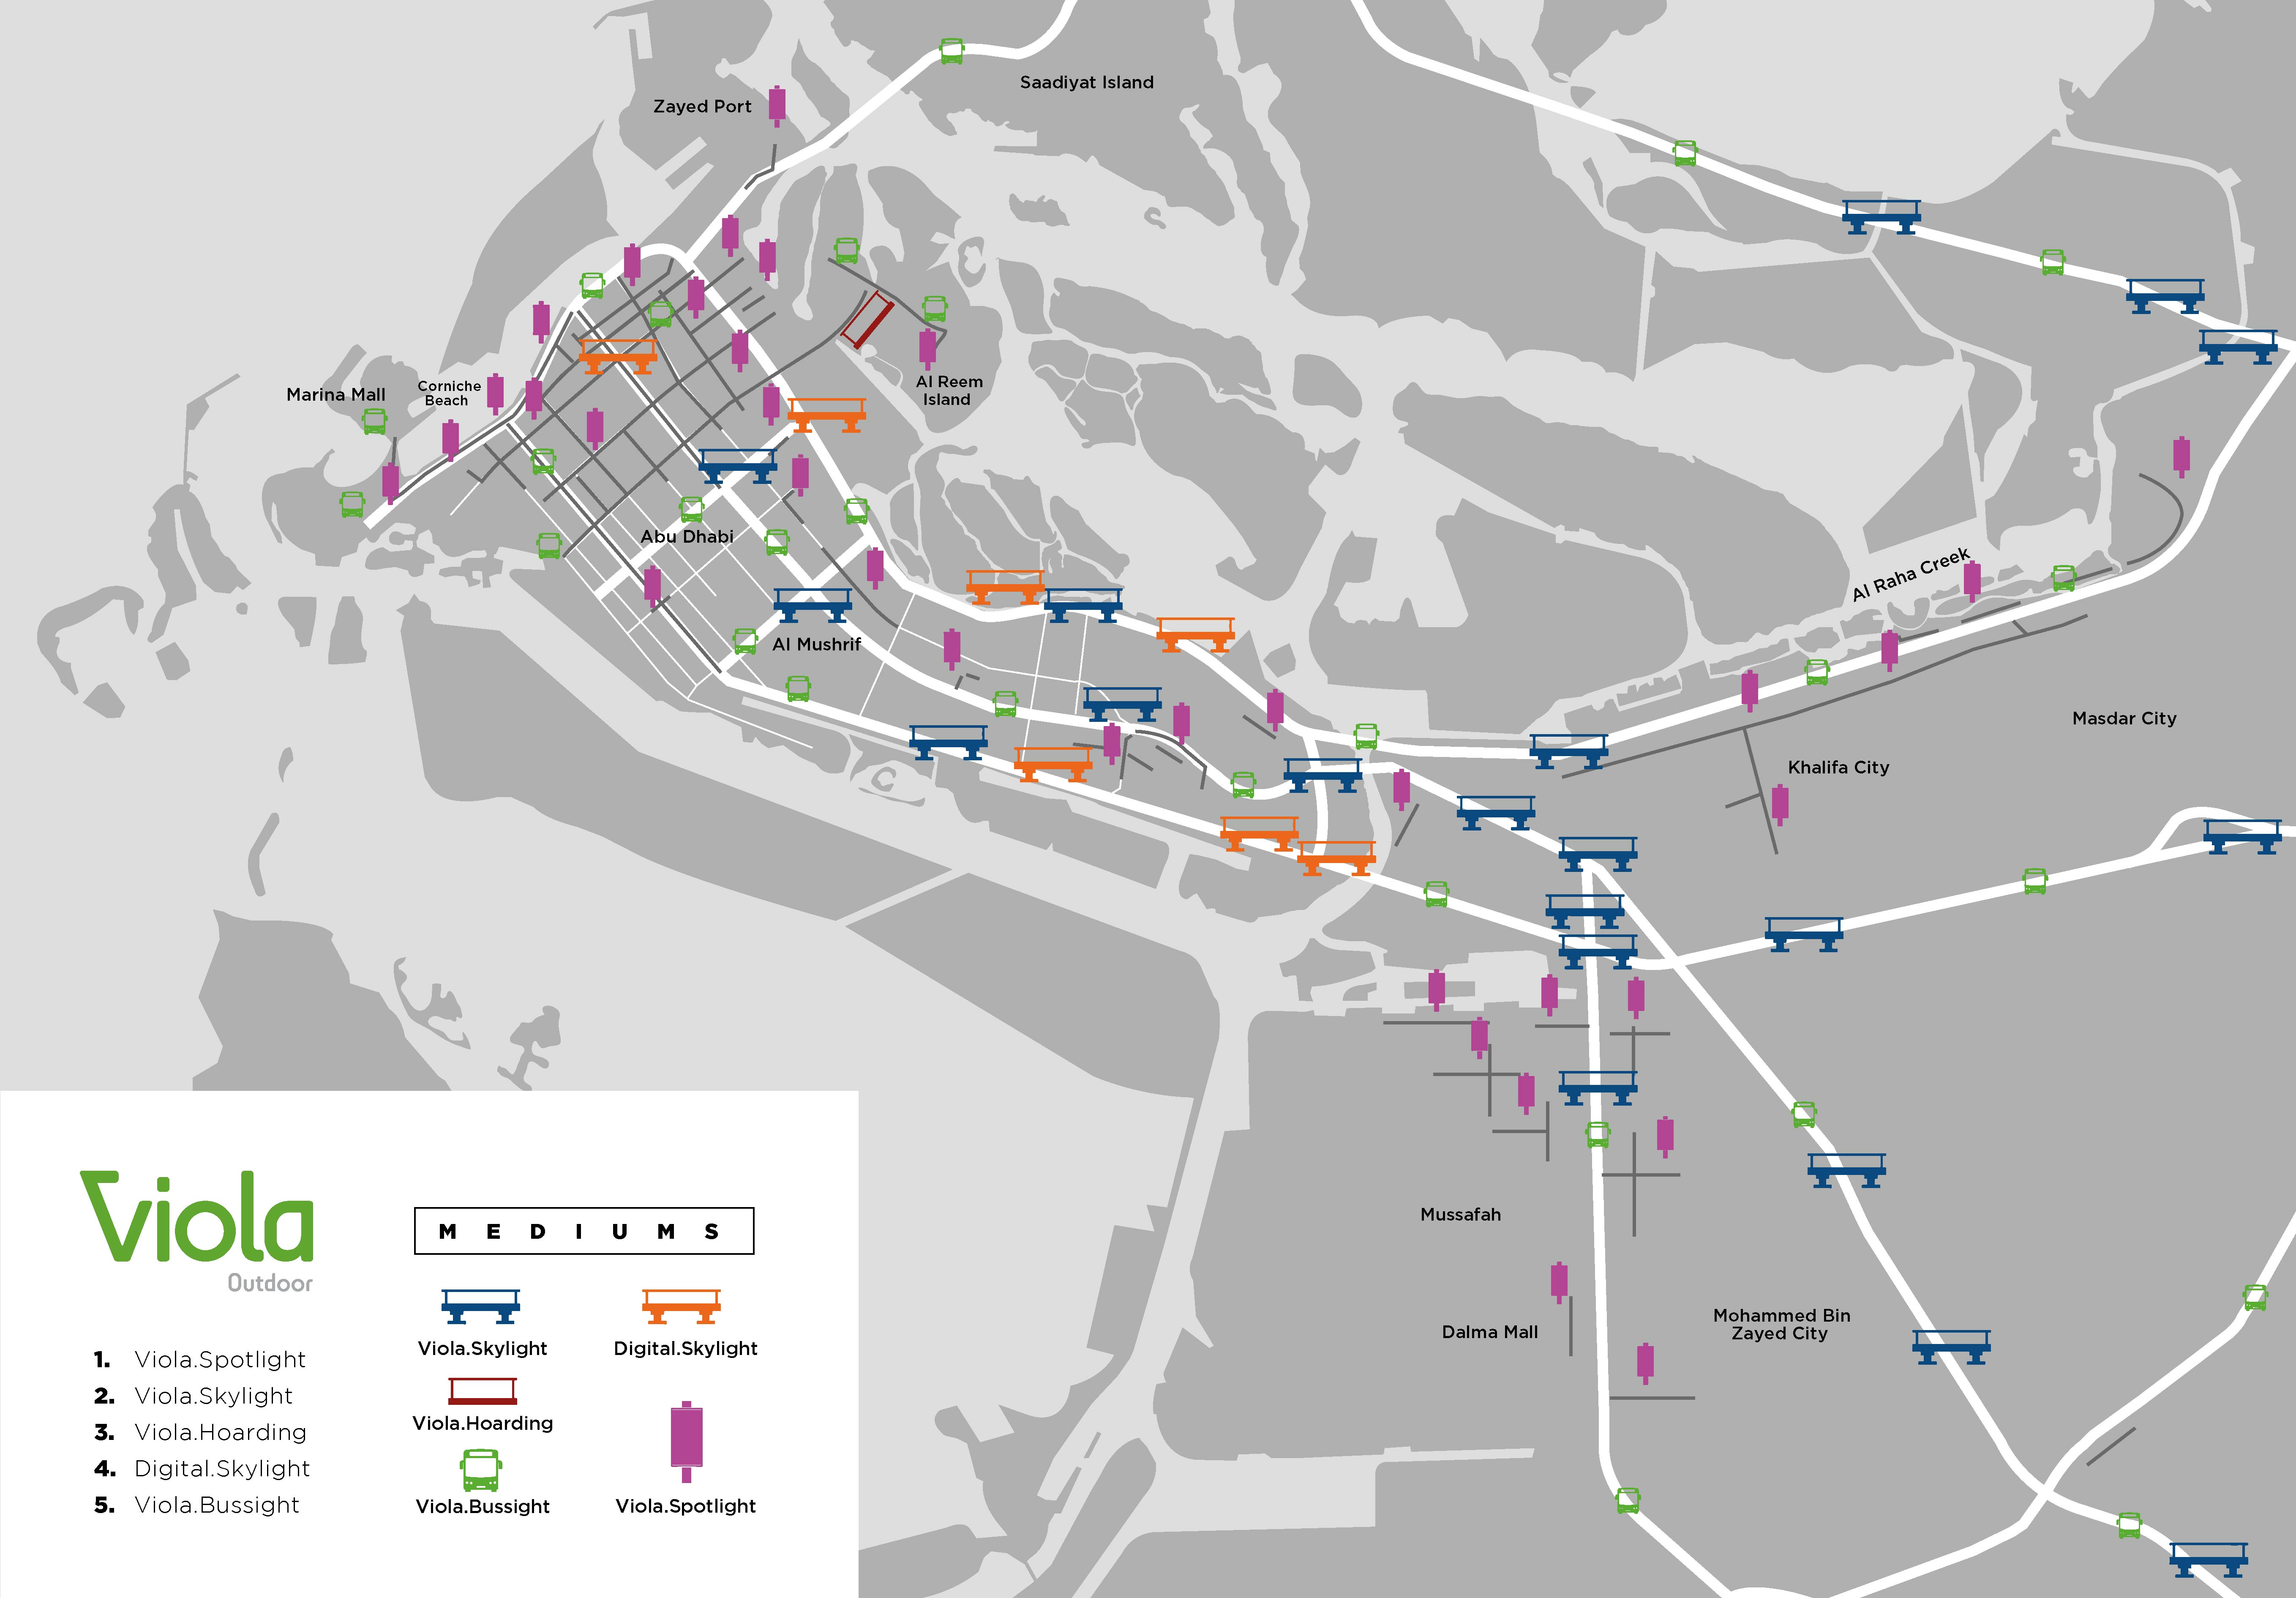 Saadiyat Island
Zayed Port
Marina Mall
Corniche
Beach
Al Reem
Island
Abu Dhabi
Al Mushrif
Al Raha Creek
Masdar City
Khalifa City
Mussafah
Dalma Mall
Mohammed Bin
Zayed City
Viola
Outdoor
1. Viola.Spotlight
2. Viola.Skylight
3. Viola.Hoarding
4. Digital.Skylight
5. Viola.Bussight
MEDIUMS
Viola.Skylight
Digital.Skylight
Viola.Hoarding
Viola.Bussight
Viola.Spotlight